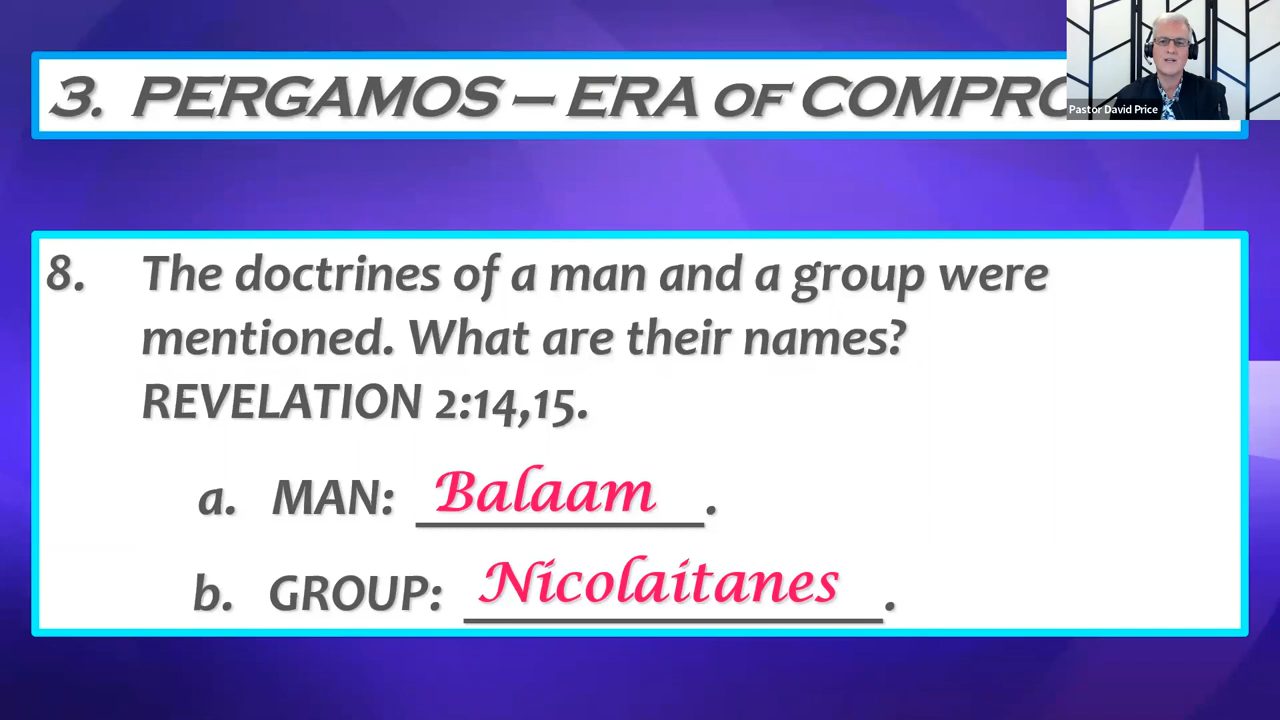 3. PERGAMOS – ERA OF COMPRO
Pastor David Price
8. The doctrines of a man and a group were
mentioned. What are their names?
REVELATION 2:14,15.
a. MAN: Balaam.
b. GROUP: Nicolaitanes.